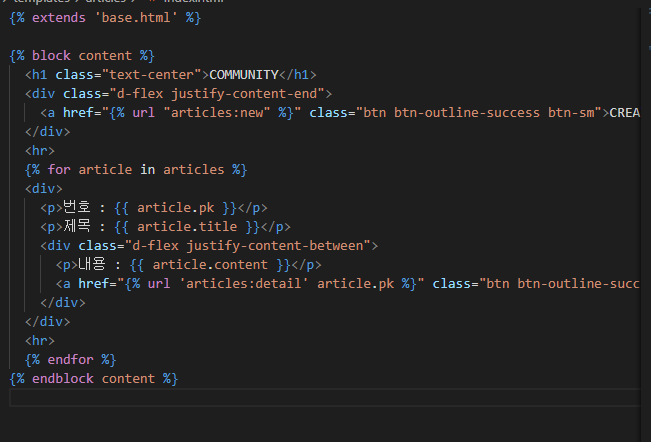 templates > articles > index.html
{% extends 'base.html' %}
{% block content %}
<h1 class="text-center">COMMUNITY</h1>
<div class="d-flex justify-content-end">
<a href="{% url "articles:new" %}" class="btn btn-outline-success btn-sm">CREA
</div>
<hr>
{% for article in articles %}
<div>
<p>번호 : {{ article.pk }}</p>
<p>제목 : {{ article.title }}</p>
<div class="d-flex justify-content-between">
<p>내용 : {{ article.content }}</p>
<a href="{% url 'articles:detail' article.pk %}" class="btn btn-outline-succ
</div>
</div>
<hr>
{% endfor %}
{% endblock content %}